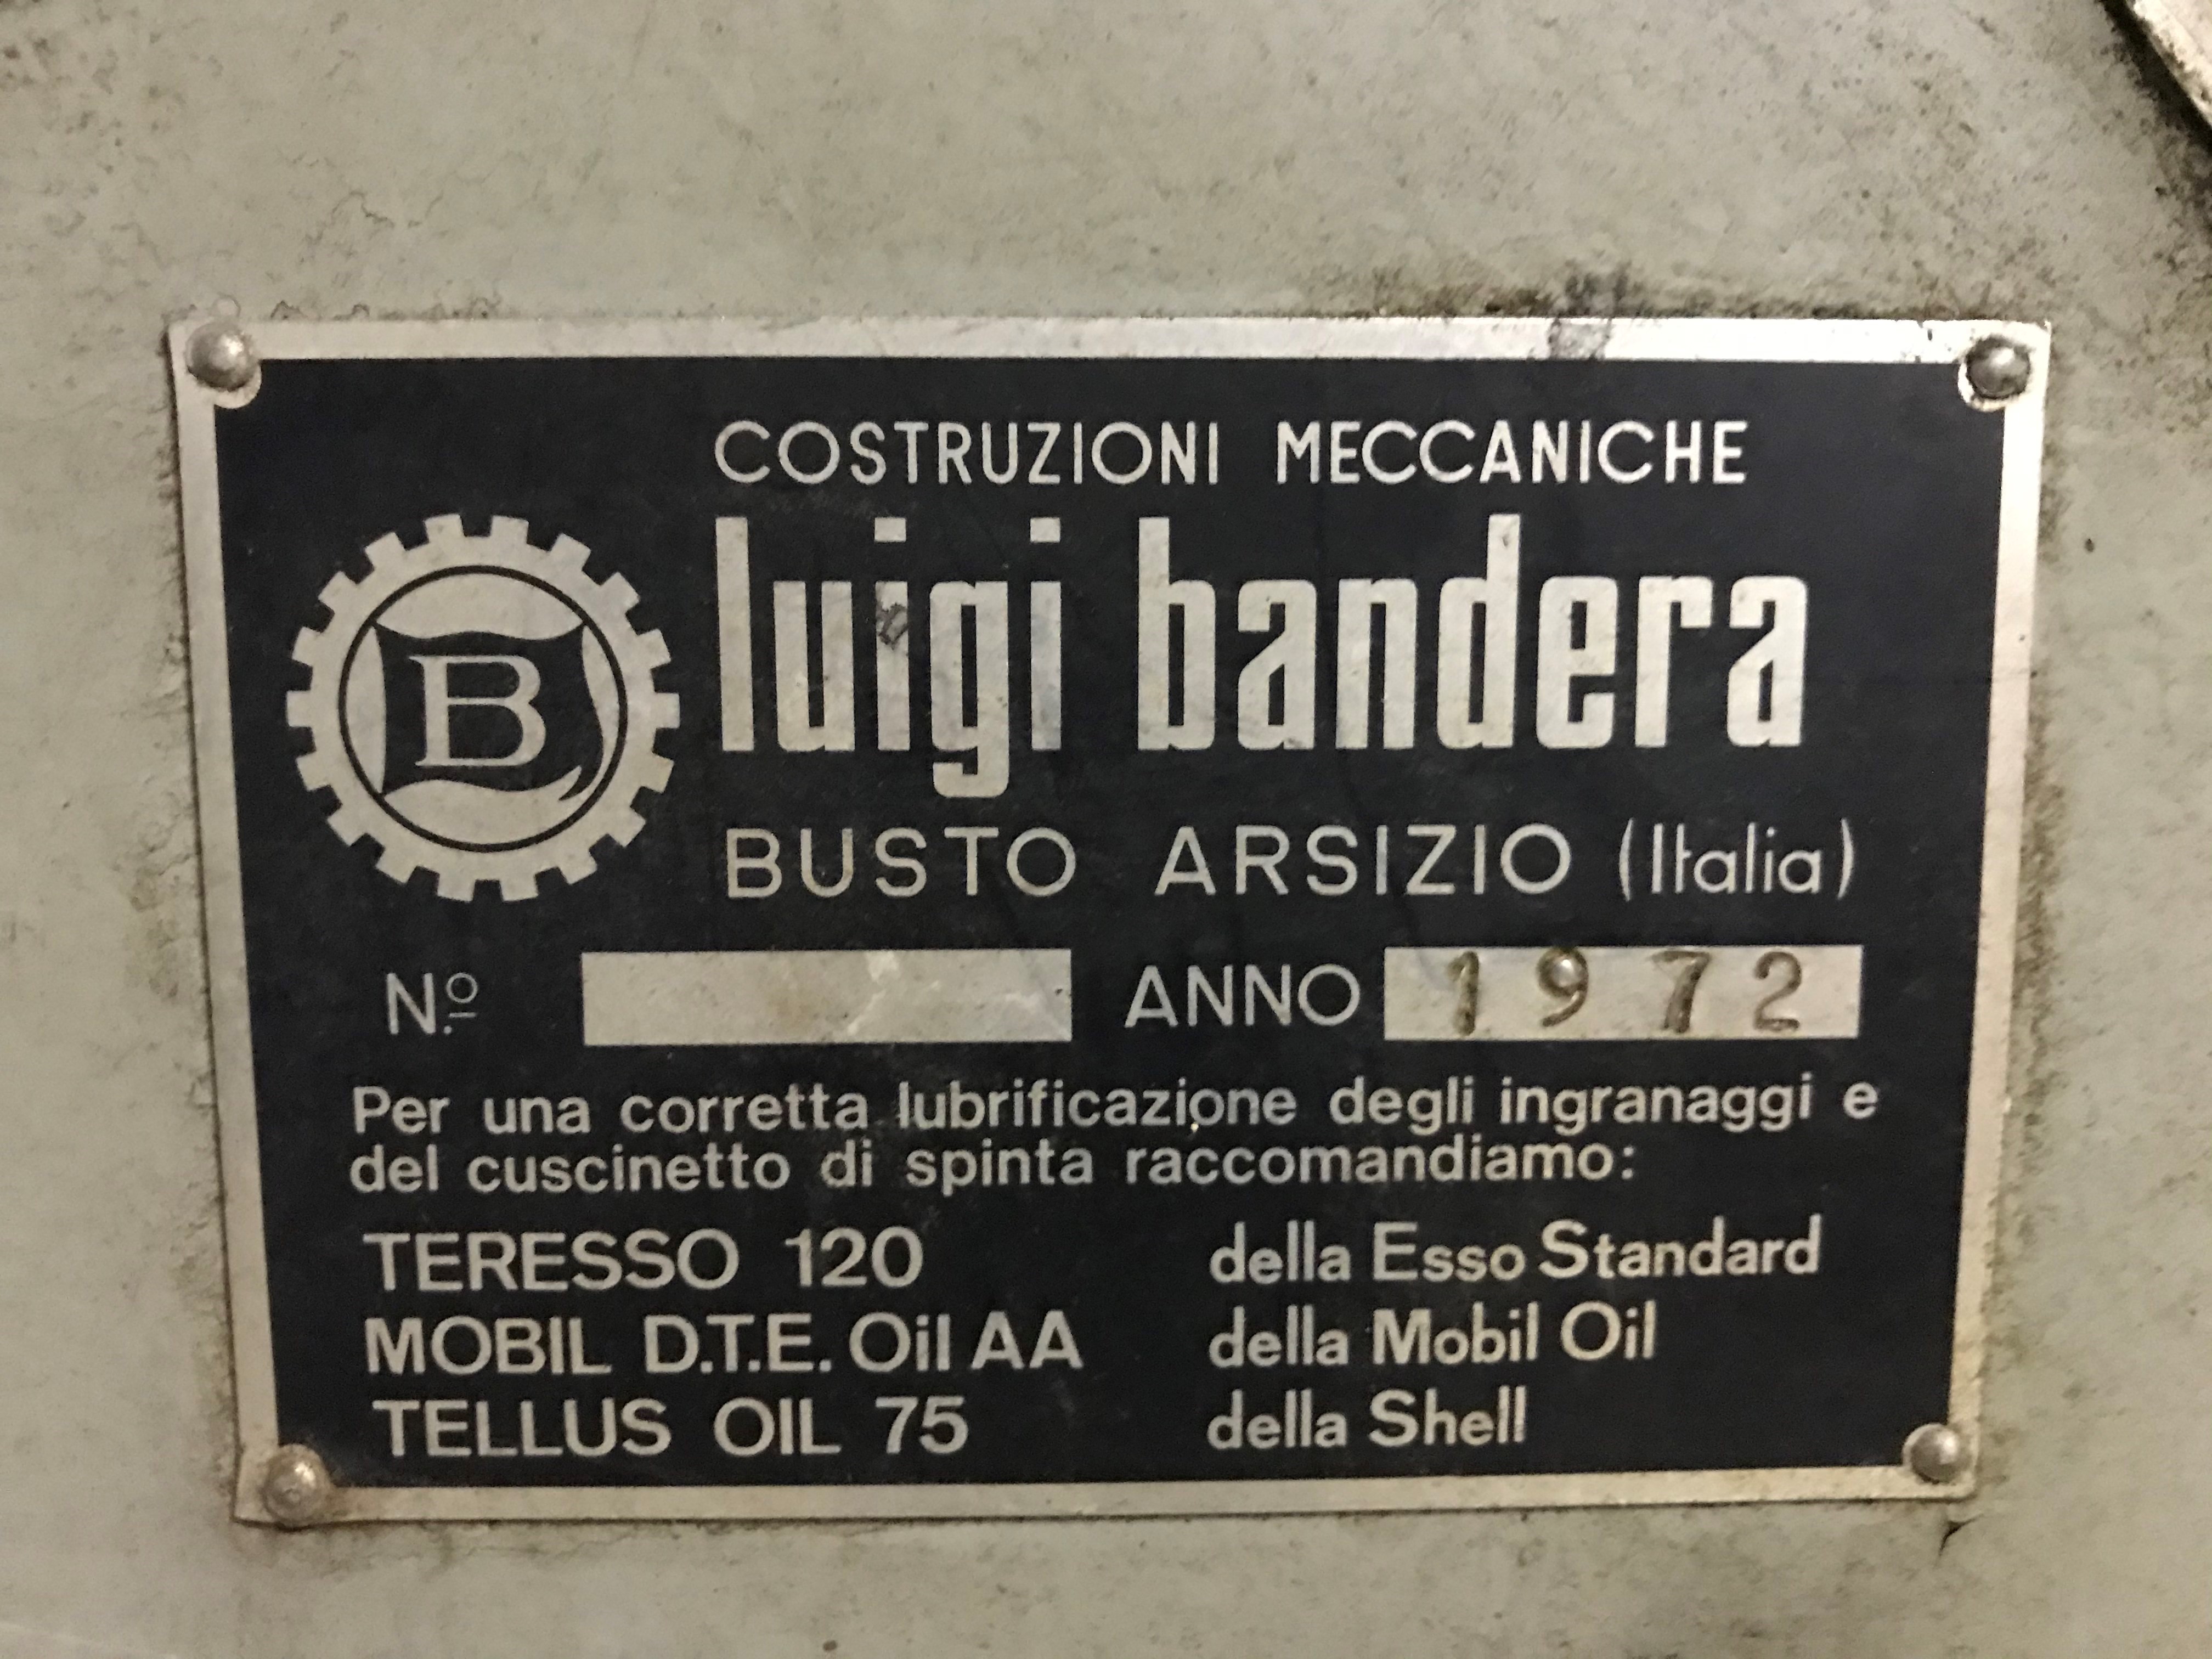 COSTRUZIONI MECCANICHE
luigi bandera
B
BUSTO ARSIZIO (Italia)
Nº ANNO 1972
Per una corretta lubrificazione degli ingranaggi e
del cuscinetto di spinta raccomandiamo:
TERESSO 120 della Esso Standard
MOBIL D.T.E. Oil AA della Mobil Oil
TELLUS OIL 75 della Shell